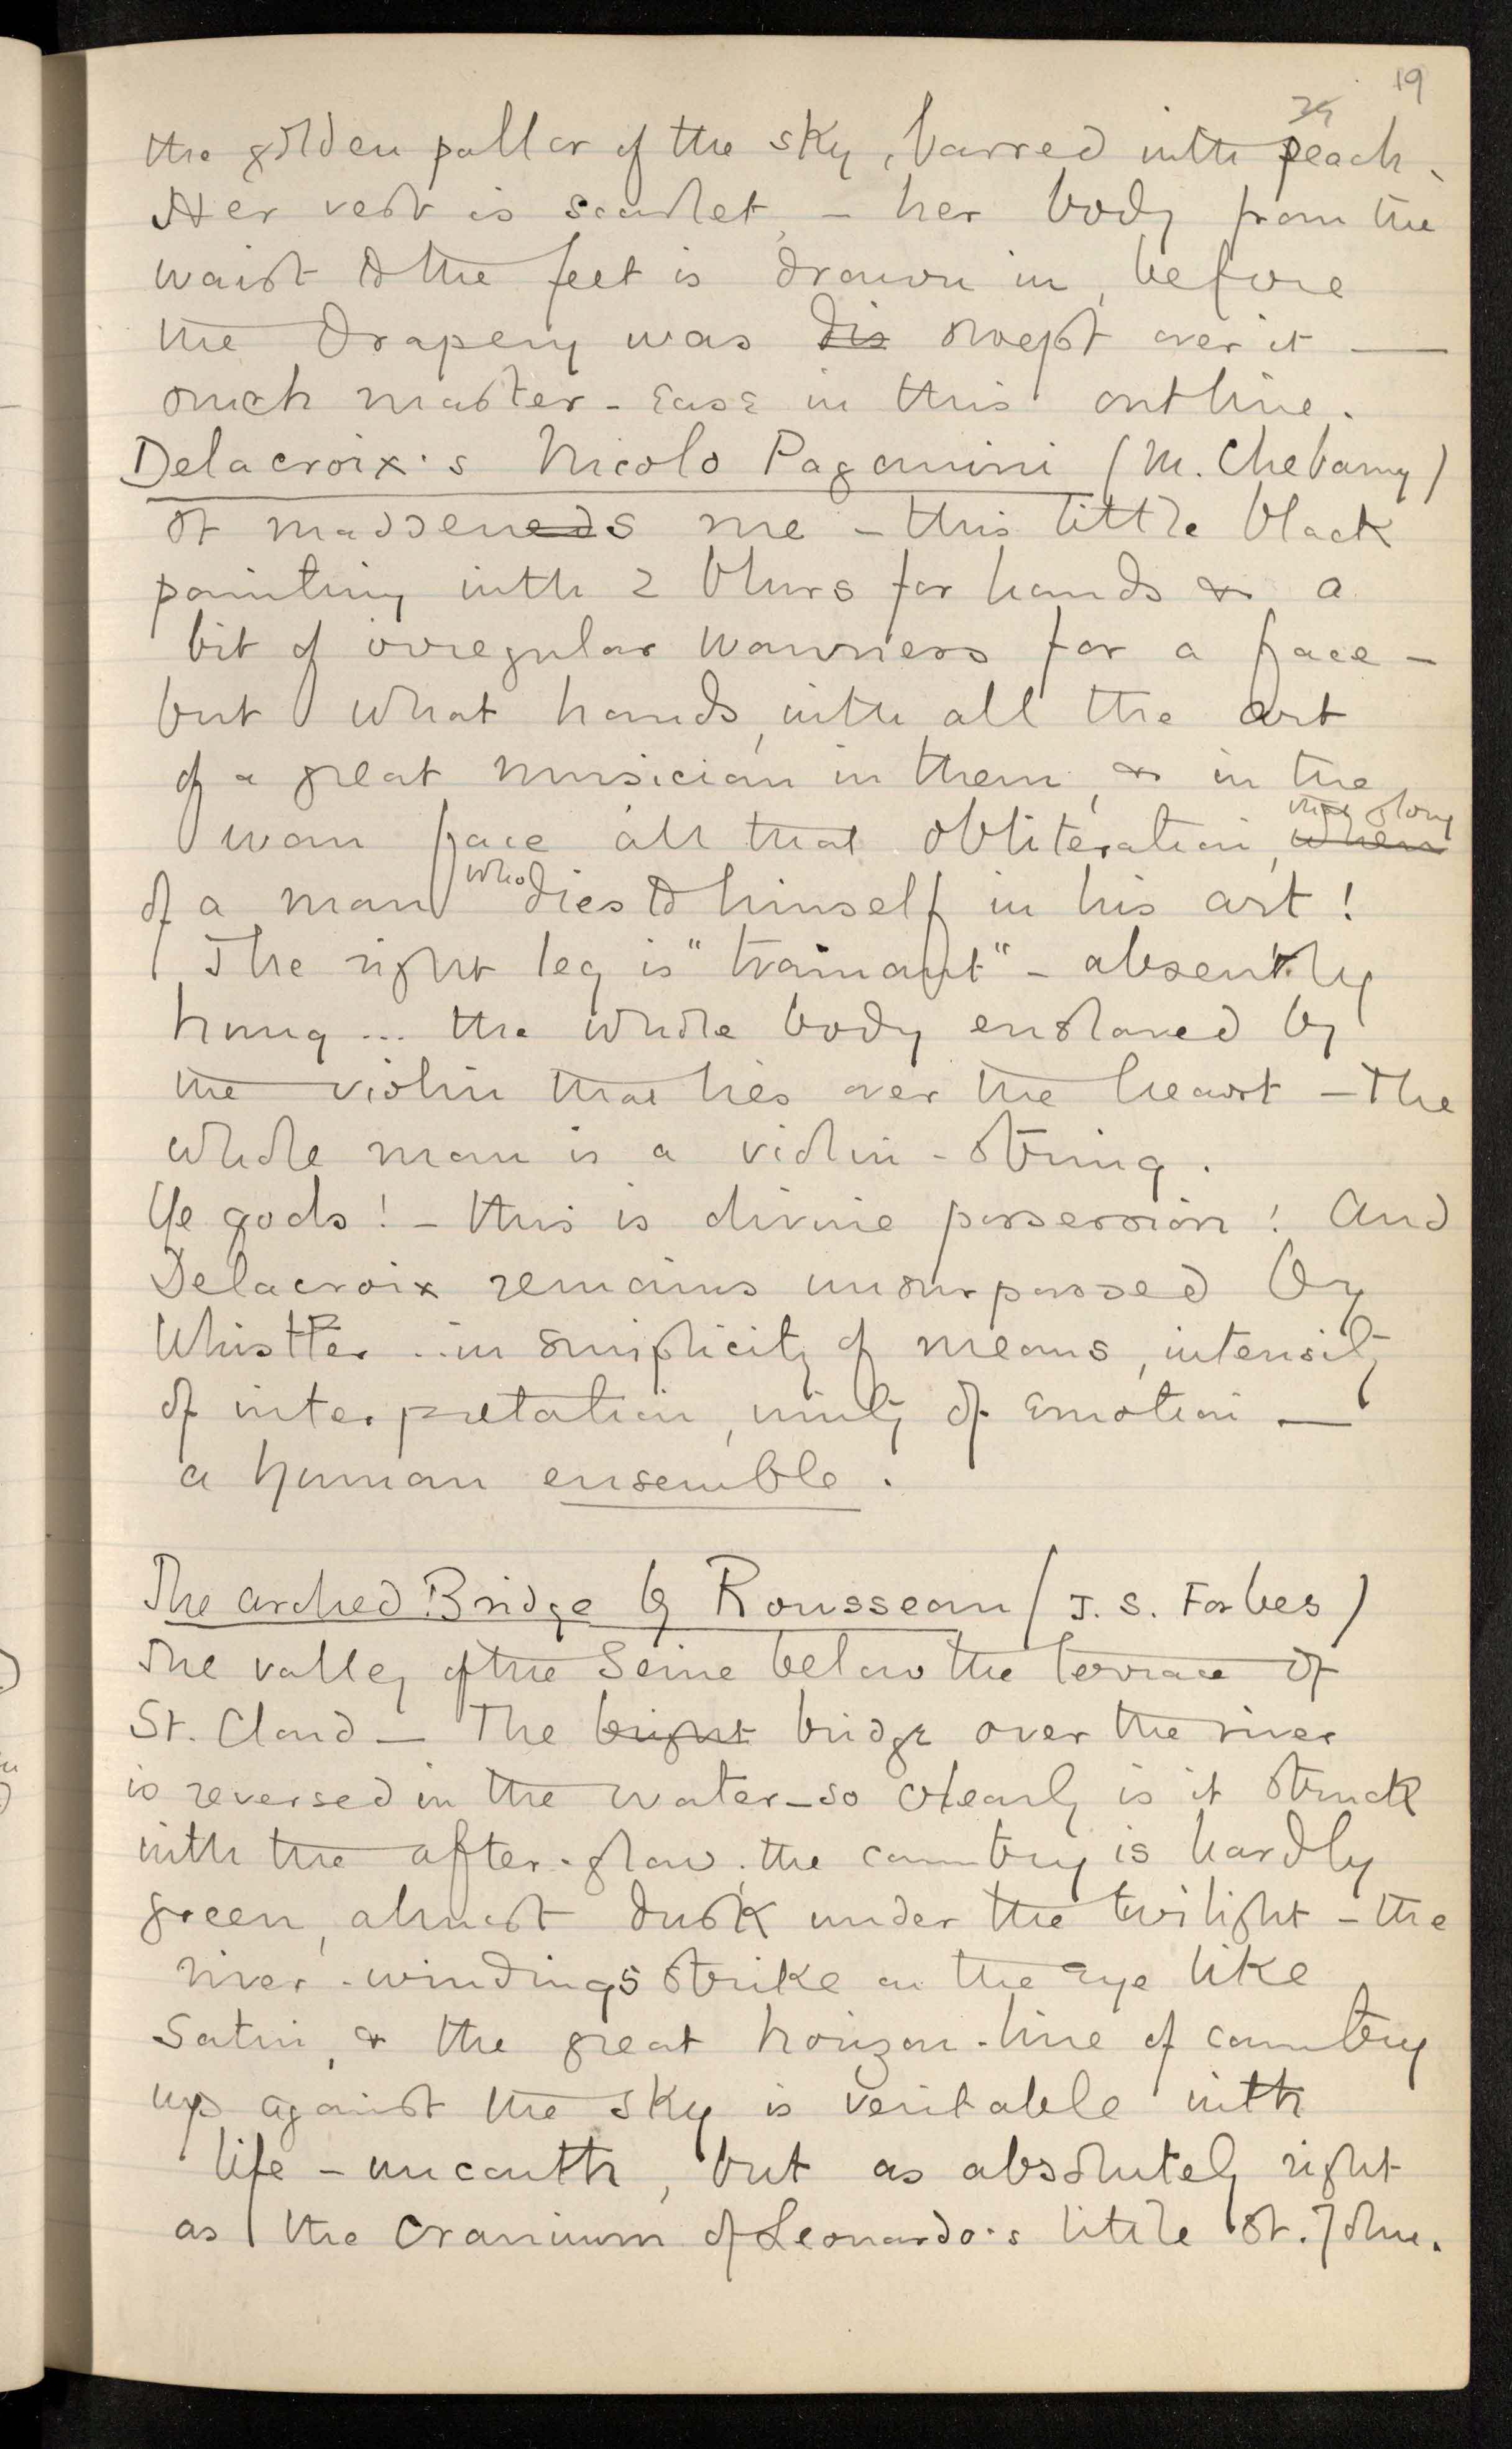 19
the golden pallor of the sky, barred with peach.
Her vest is scarlet, – her body from the
waist to the feet is drawn in, before
the drapery was dis swept over it —
such master-ease in this outline.
Delacroix's Nicolo Paganini (M. Cheramy)
It maddeneds me – this little black
painting with 2 blurs for hands & a
bit of irregular wanness for a face –
but what hands, with all the art
of a great musician in them, & in the
wan face all that obliteration, when
that glory
of a man who dies to himself in his art!
The right leg is "trainant" – absently
hung ... the whole body enslaved by
the violin that lies over the heart – The
whole man is a violin-string.
Ye gods! – this is divine possession! And
Delacroix remains unsurpassed by
Whistler .. in simplicity of means, intensity
of interpretation, unity of emotion —
a human ensemble.
The Arched Bridge by Rousseau (J. S. Forbes)
The valley of the Seine below the terrace of
St. Cloud – The bright bridge over the river
is reversed in the water – so clearly is it struck
with the after-glow; the country is hardly
green, almost dusk under the twilight – the
river-windings strike on the eye like
satin, & the great horizon-line of country
up against the sky is veritable with
life – uncouth, but as absolutely right
as the cranium of Leonardo's little St. John.